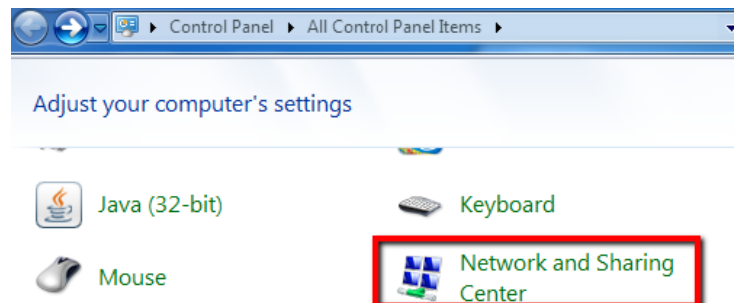 Control Panel ▸ All Control Panel Items ▸
Adjust your computer's settings
Java (32-bit)
Keyboard
Mouse
Network and Sharing
Center